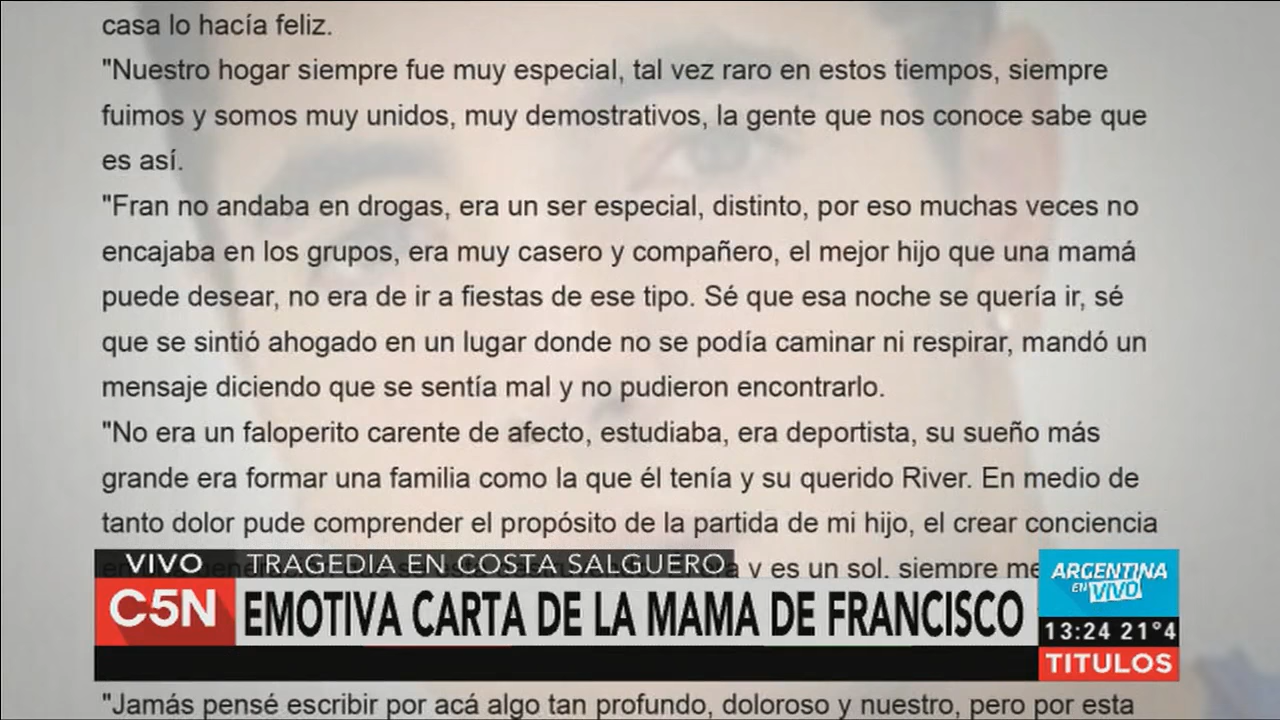 casa lo hacía feliz.
"Nuestro hogar siempre fue muy especial, tal vez raro en estos tiempos, siempre
fuimos y somos muy unidos, muy demostrativos, la gente que nos conoce sabe que
es así.
"Fran no andaba en drogas, era un ser especial, distinto, por eso muchas veces no
encajaba en los grupos, era muy casero y compañero, el mejor hijo que una mamá
puede desear, no era de ir a fiestas de ese tipo. Sé que esa noche se quería ir, sé
que se sintió ahogado en un lugar donde no se podía caminar ni respirar, mandó un
mensaje diciendo que se sentía mal y no pudieron encontrarlo.
"No era un faloperito carente de afecto, estudiaba, era deportista, su sueño más
grande era formar una familia como la que él tenía y su querido River. En medio de
tanto dolor pude comprender el propósito de la partida de mi hijo, el crear conciencia
y es un sol, siempre me
VIVO TRAGEDIA EN COSTA SALGUERO
C5N EMOTIVA CARTA DE LA MAMA DE FRANCISCO
ARGENTINA
EN VIVO
13:24 21°4
TITULOS
"Jamás pensé escribir por acá algo tan profundo, doloroso y nuestro, pero por esta